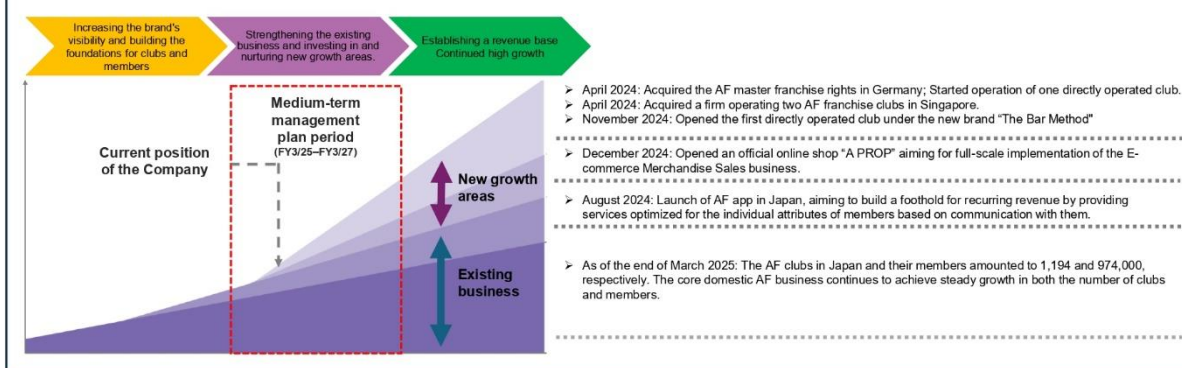 Increasing the brand's
visibility and building the
foundations for clubs and
members
Strengthening the existing
business and investing in and
nurturing new growth areas.
Establishing a revenue base
Continued high growth
Medium-term
management
plan period
(FY3/25–FY3/27)
Current position
of the Company
New growth
areas
Existing
business
➢ April 2024: Acquired the AF master franchise rights in Germany; Started operation of one directly operated club.
➢ April 2024: Acquired a firm operating two AF franchise clubs in Singapore.
➢ November 2024: Opened the first directly operated club under the new brand “The Bar Method"
➢ December 2024: Opened an official online shop “A PROP” aiming for full-scale implementation of the E-
commerce Merchandise Sales business.
➢ August 2024: Launch of AF app in Japan, aiming to build a foothold for recurring revenue by providing
services optimized for the individual attributes of members based on communication with them.
➢ As of the end of March 2025: The AF clubs in Japan and their members amounted to 1,194 and 974,000,
respectively. The core domestic AF business continues to achieve steady growth in both the number of clubs
and members.